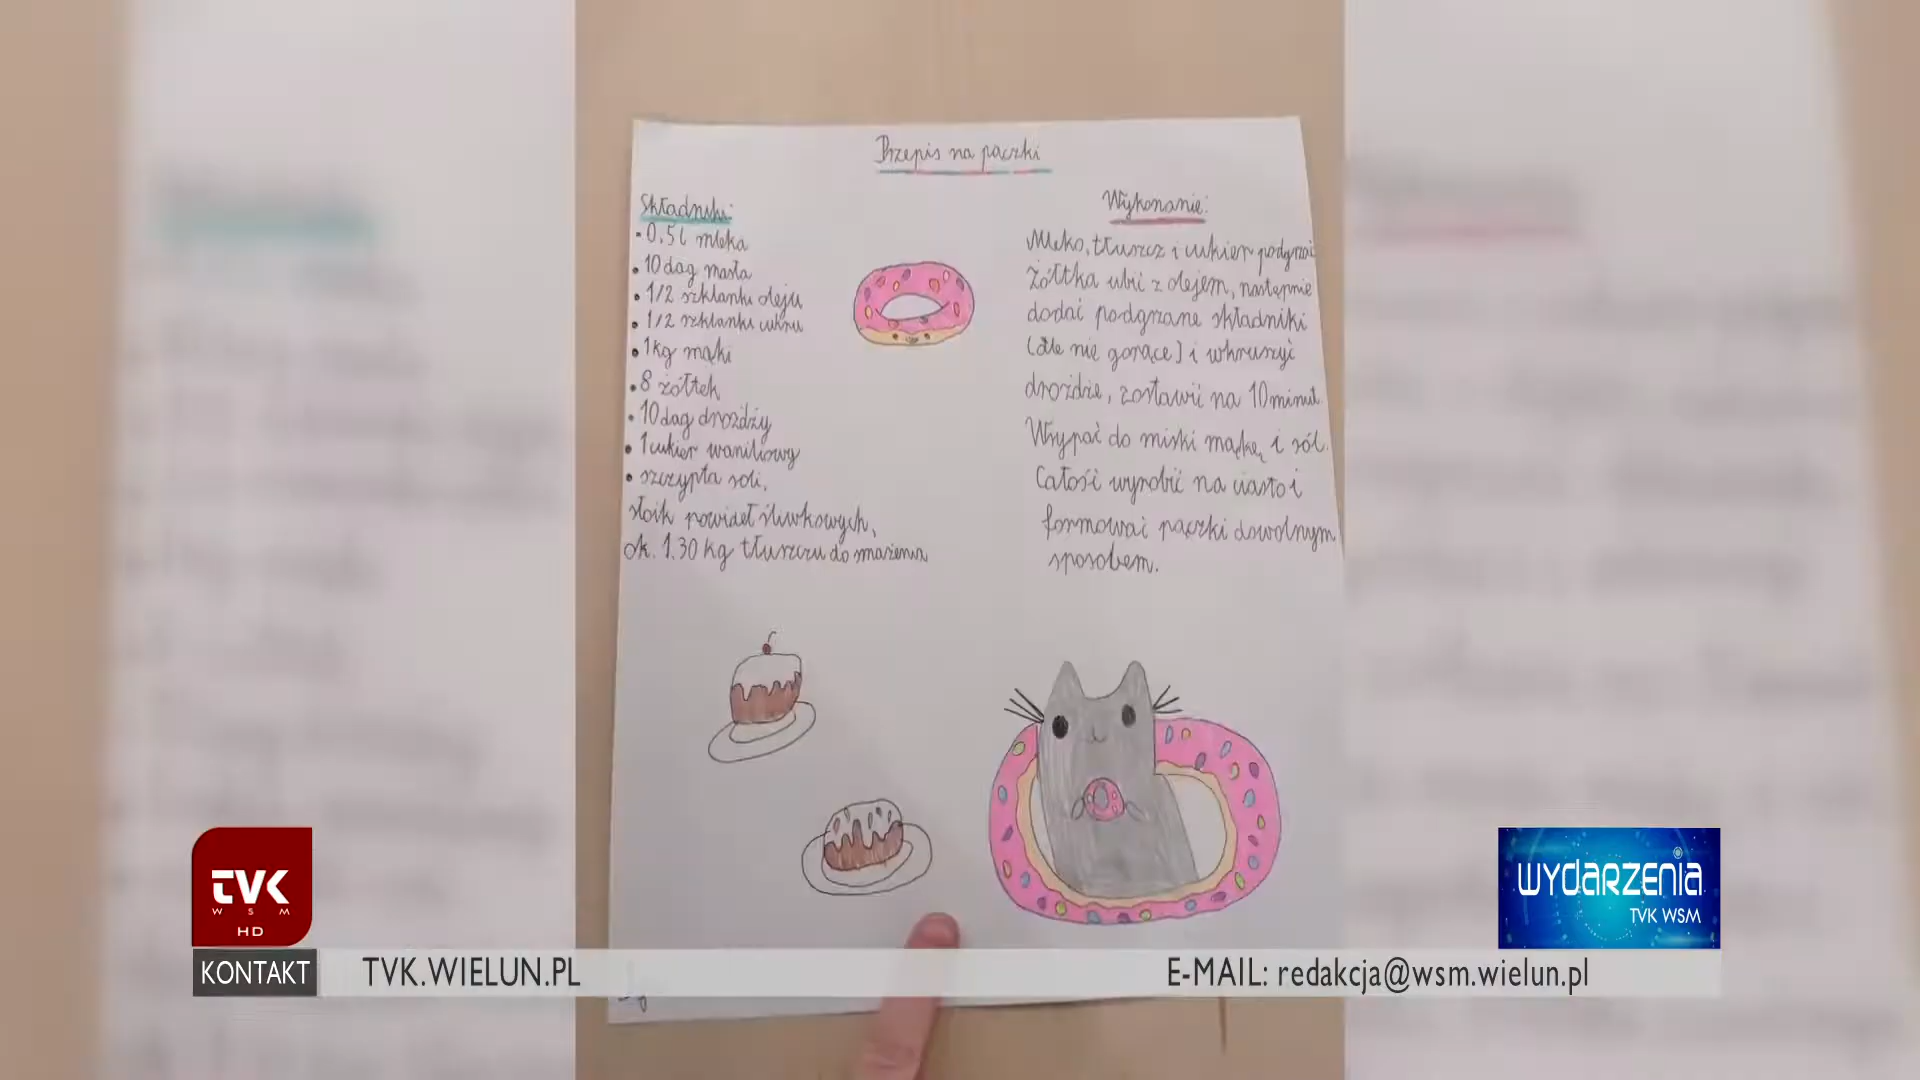 Przepis na pączki
Składniki:
• 0,5l mleka
• 10 dag masła
• 1/2 szklanki oleju
• 1/2 szklanki cukru
• 1kg mąki
• 8 żółtek
• 10 dag drożdży
• 1 cukier waniliowy
• szczypta soli,
słoik powideł śliwkowych,
ok. 1.30 kg tłuszczu do smażenia
Wykonanie:
Mleko, tłuszcz i cukier podgrzać
żółtka ubić z olejem, następnie
dodać podgrzane składniki
(ale nie gorące) i wkruszyć
drożdże, zostawić na 10 minut.
Wsypać do miski mąkę i sól.
Całość wyrobić na ciasto i
formować pączki dowolnym
sposobem.
tvk
WSM
HD
WYDARZENIA
TVK WSM
KONTAKT
TVK.WIELUN.PL
E-MAIL: redakcja@wsm.wielun.pl